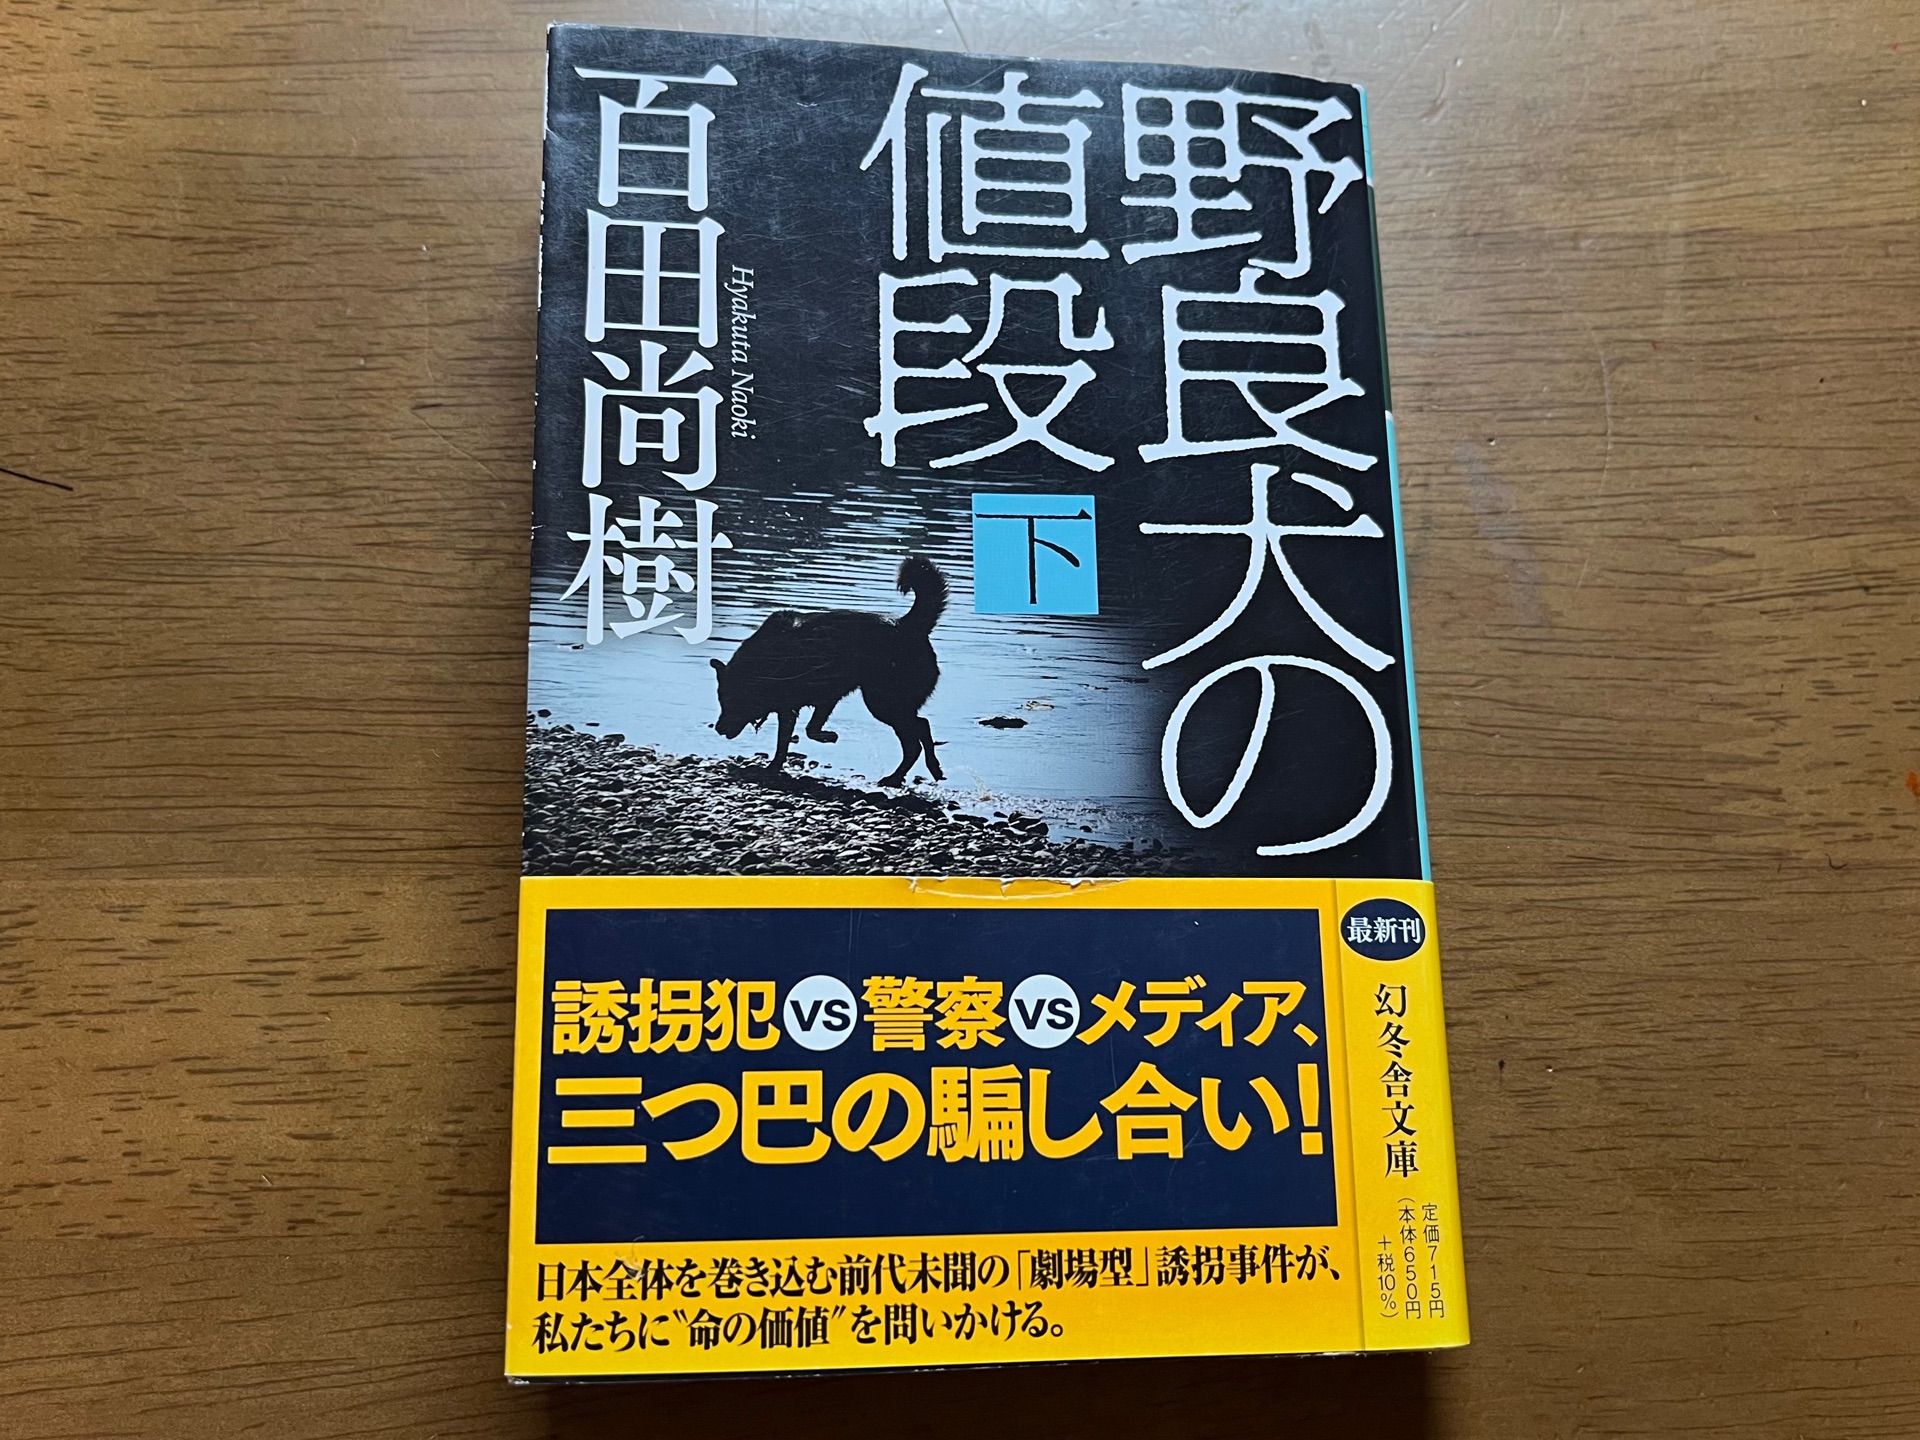 野良犬の
値段
下
百田尚樹
Hyakuta Naoki
誘拐犯vs警察vsメディア、
三つ巴の騙し合い!
日本全体を巻き込む前代未聞の「劇場型」誘拐事件が、
私たちに〝命の価値〟を問いかける。
最新刊
幻冬舎文庫
定価715円
(本体650円
+税10%)